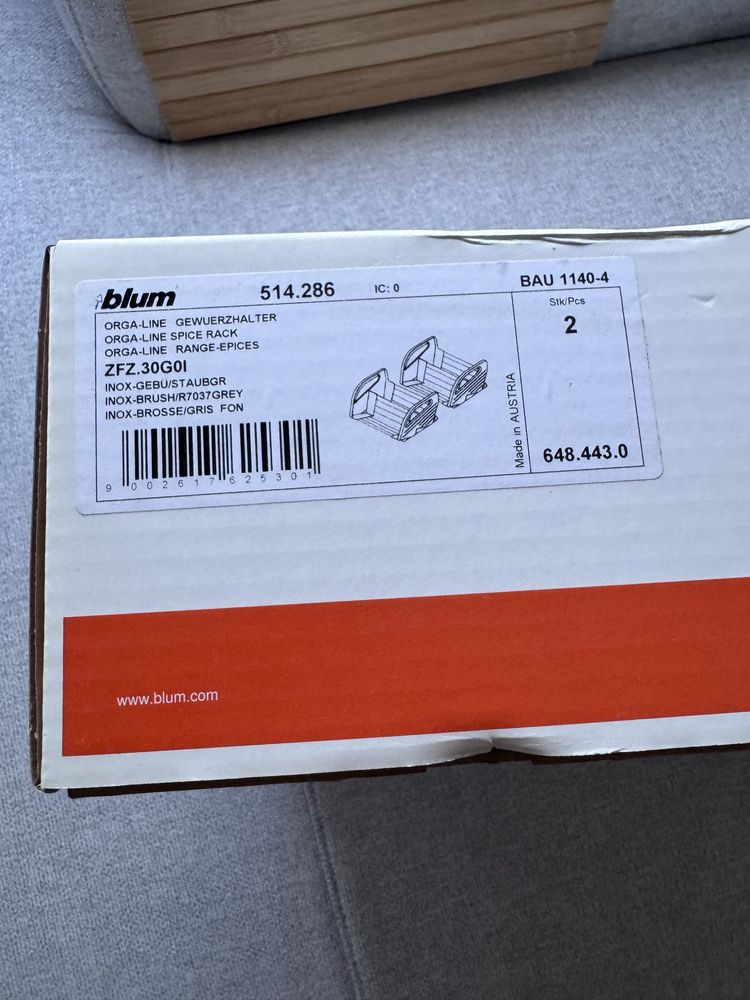 blum 514.286 IC: 0 BAU 1140-4
ORGA-LINE GEWUERZHALTER
ORGA-LINE SPICE RACK
ORGA-LINE RANGE-EPICES
ZFZ.30G0I
INOX-GEBÜ/STAUBGR
INOX-BRUSH/R7037GREY
INOX-BROSSE/GRIS FON
9 002617 625301
Made in AUSTRIA
Stk/Pcs
2
648.443.0
www.blum.com